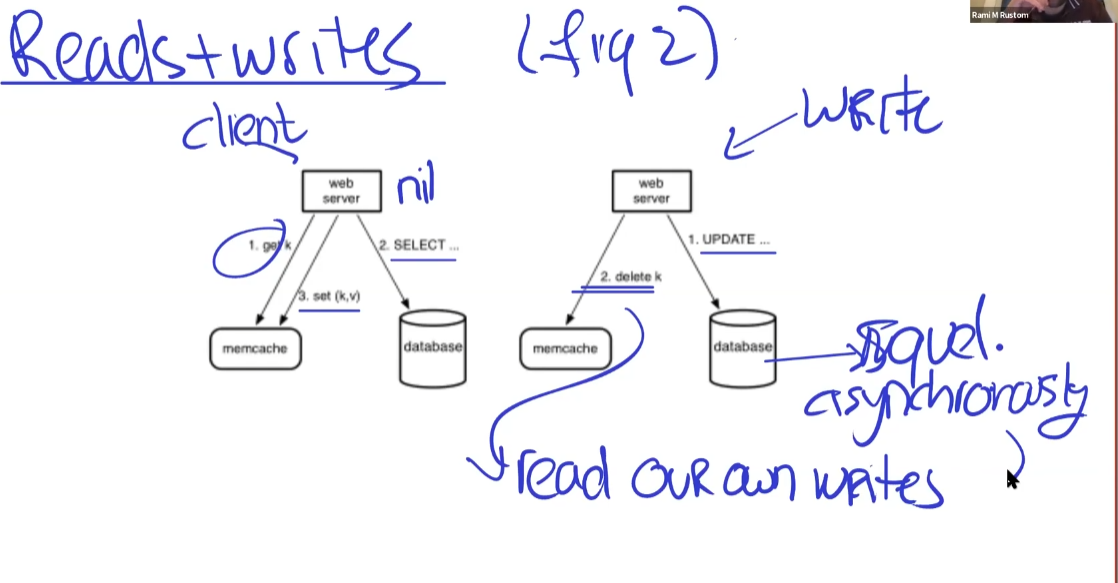 Rami M Rustom
Reads+writes (fig 2)
client
write
web server
nil
web server
1. get k
2. SELECT ...
3. set (k,v)
memcache
database
1. UPDATE ...
2. delete k
memcache
database
asynchronously
read our own writes